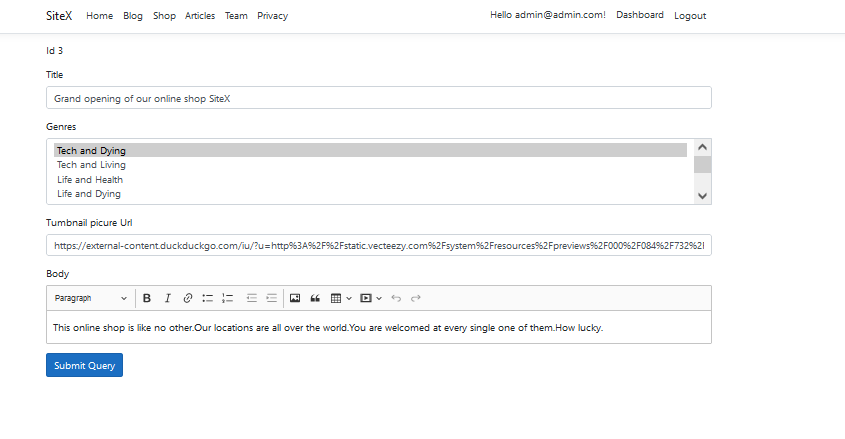 SiteX Home Blog Shop Articles Team Privacy Hello admin@admin.com! Dashboard Logout
Id 3
Title
Grand opening of our online shop SiteX
Genres
Tech and Dying
Tech and Living
Life and Health
Life and Dying
Tumbnail picure Url
https://external-content.duckduckgo.com/iu/?u=http%3A%2F%2Fstatic.vecteezy.com%2Fsystem%2Fresources%2Fpreviews%2F000%2F084%2F732%2F
Body
Paragraph B I
This online shop is like no other.Our locations are all over the world.You are welcomed at every single one of them.How lucky.
Submit Query